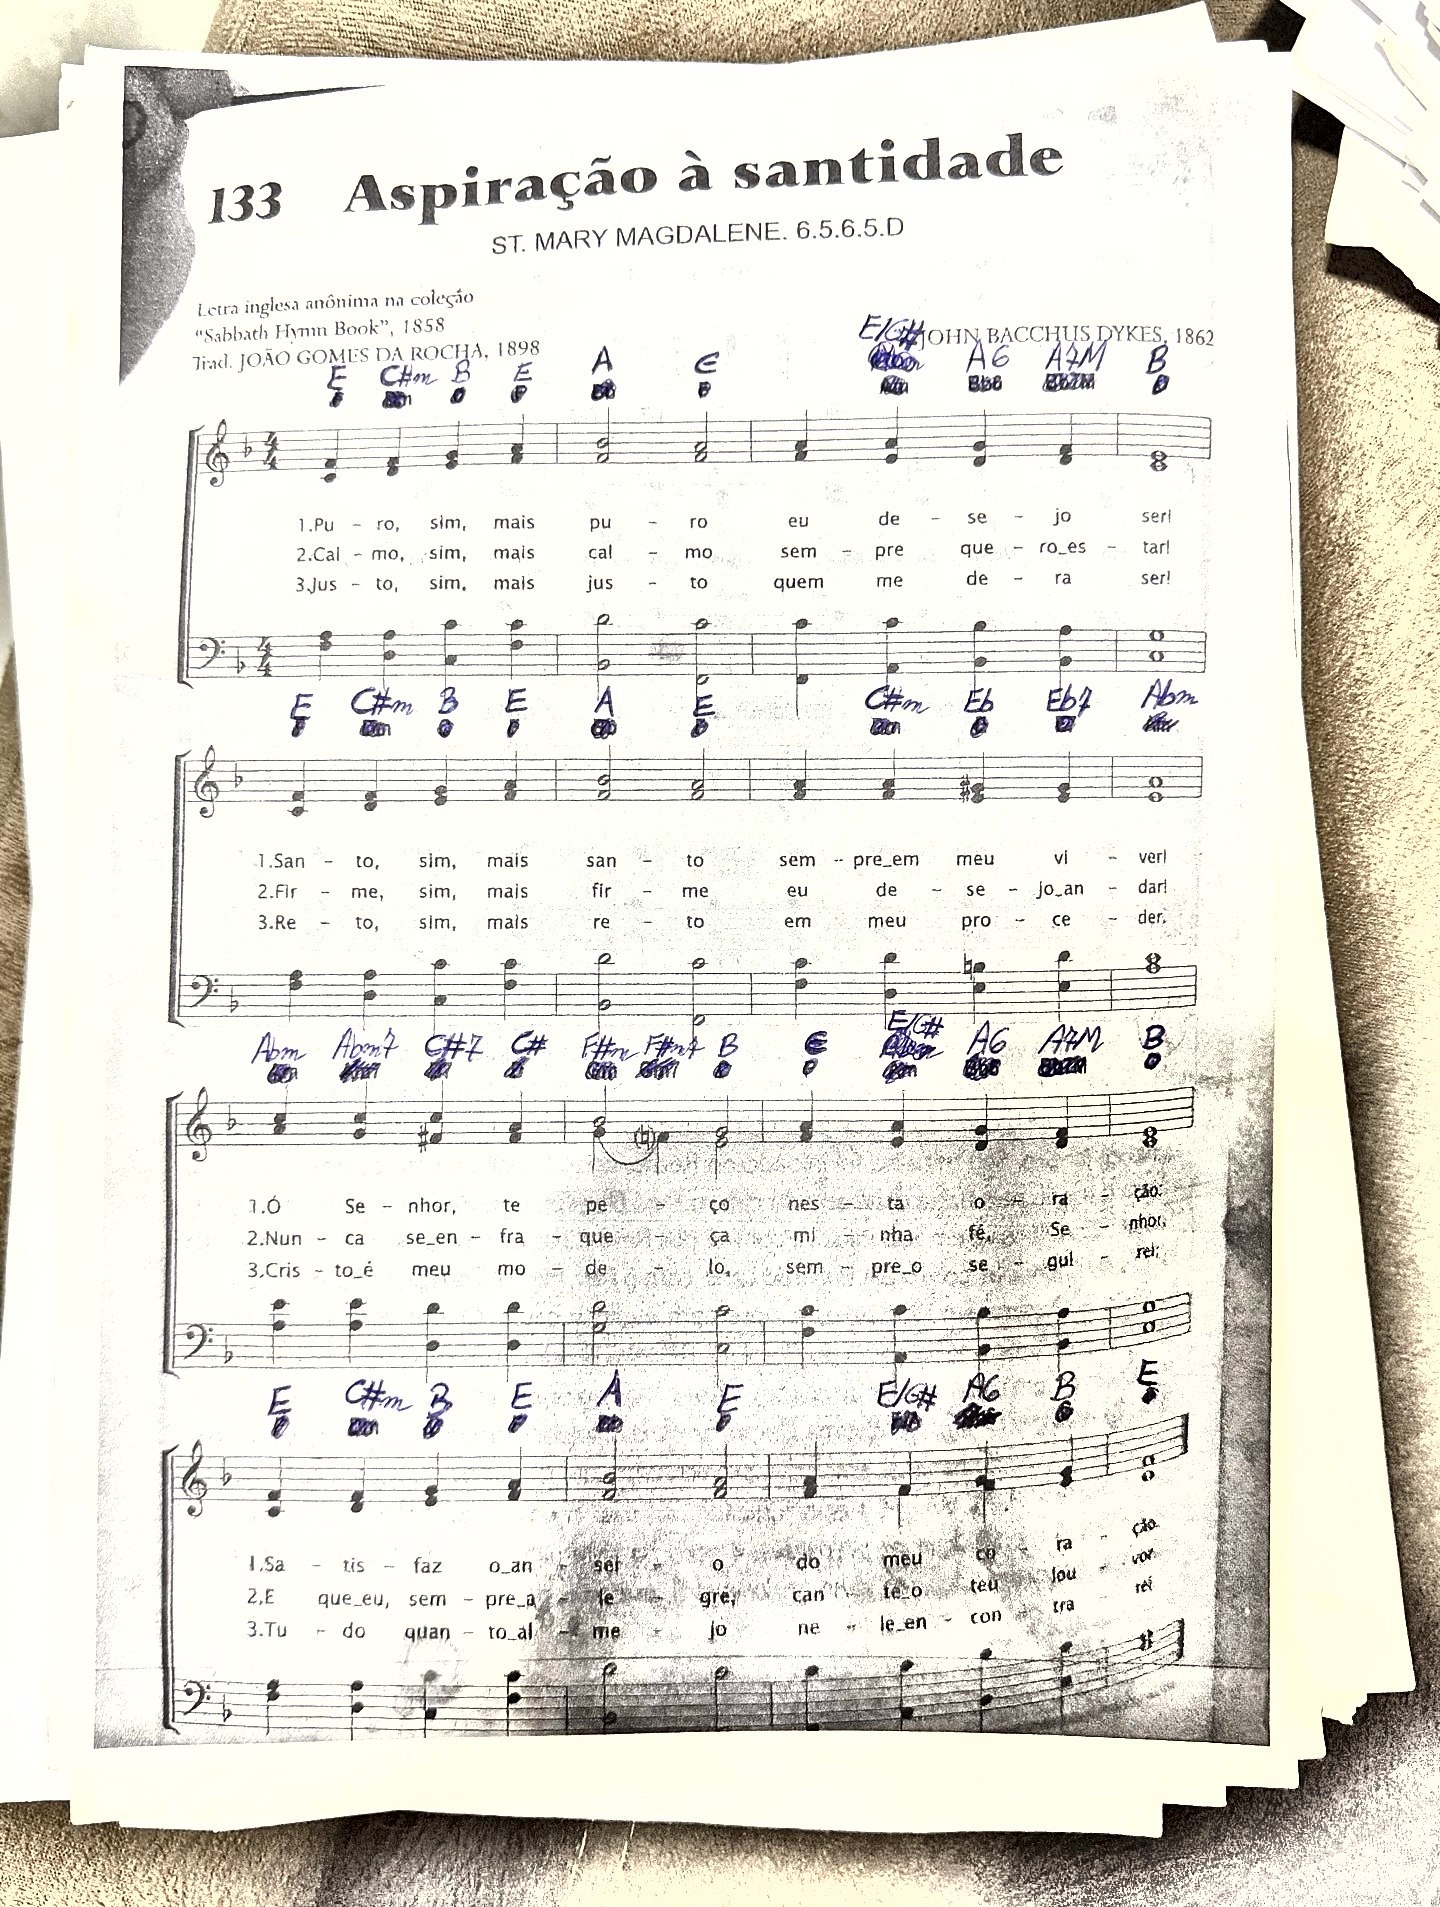 133 Aspiração à santidade
ST. MARY MAGDALENE. 6.5.6.5.D
Letra inglesa anônima na coleção
"Sabbath Hymn Book", 1858
Trad. JOÃO GOMES DA ROCHA, 1898
JOHN BACCHUS DYKES, 1862
E C#m B E A E E/G# A6 A7M B
1.Pu - ro, sim, mais pu - ro eu de - se - jo ser!
2.Cal - mo, sim, mais cal - mo sem - pre que - ro_es - tar!
3.Jus - to, sim, mais jus - to quem me de - ra ser!
E C#m B E A E C#m Eb Eb7 Abm
1.San - to, sim, mais san - to sem - pre_em meu vi - ver!
2.Fir - me, sim, mais fir - me eu de - se - jo_an - dar!
3.Re - to, sim, mais re - to em meu pro - ce - der,
Abm Abm7 C#7 C# F#m F#m7 B E E/G# A6 A7M B
1.Ó Se - nhor, te pe - ço nes - ta o - ra - ção:
2.Nun - ca se_en - fra - que - ça mi - nha fé, Se - nhor,
3.Cris - to_é meu mo - de - lo, sem - pre_o se - gui - rei;
E C#m B E A E E/G# A6 B E
1.Sa - tis - faz o_an - sei - o do meu co - ra - ção.
2.E que_eu, sem - pre_a - le - gre, can - te_o teu lou - vor.
3.Tu - do quan - to_al - me - jo ne - le_en - con - tra - rei